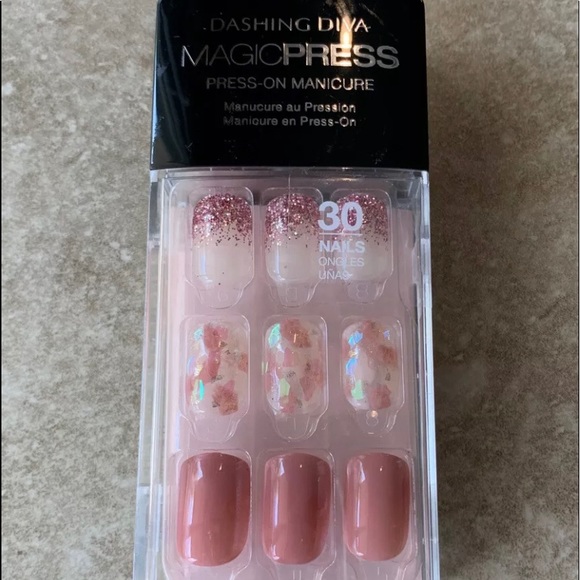 DASHING DIVA
MAGICPRESS
PRESS-ON MANICURE
Manucure au Pression
Manicure en Press-On
30
NAILS
ONGLES
UÑAS